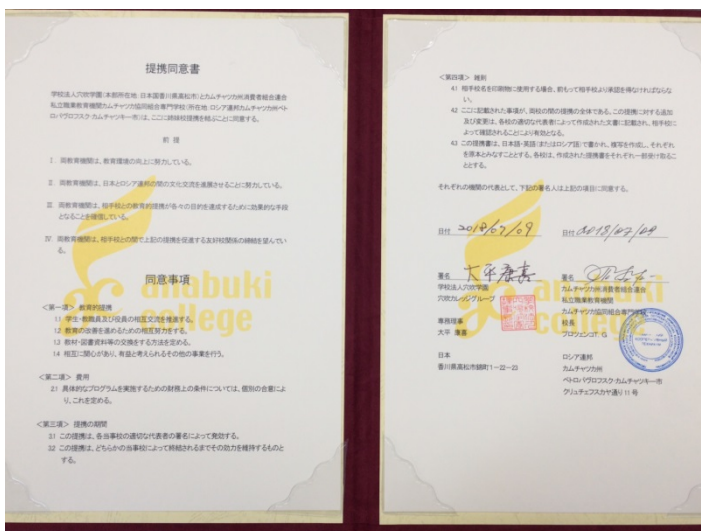 提携同意書
学校法人穴吹学園(本部所在地:日本国香川県高松市)とカムチャツカ州消費者組合連合
私立職業教育機関カムチャツカ協同組合専門学校(所在地:ロシア連邦カムチャツカ州ペト
ロパヴロフスク・カムチャツキー市)は、ここに姉妹校提携を結ぶことに同意する。
前 提
Ⅰ 両教育機関は、教育環境の向上に努力している。
Ⅱ 両教育機関は、日本とロシア連邦の間の文化交流を進展させることに努力している。
Ⅲ 両教育機関は、相手校との教育的提携が各々の目的を達成するために効果的な手段
となることを確信している。
Ⅳ 両教育機関は、相手校との間で上記の提携を促進する友好校関係の締結を望んでい
る。
同意事項
anabuki
college
<第一項> 教育的提携
1.1 学生・教職員及び役員の相互交流を推進する。
1.2 教育の改善を進めるための相互努力をする。
1.3 教材・図書資料等の交換をする方法を定める。
1.4 相互に関心があり、有益と考えられるその他の事業を行う。
<第二項> 費用
2.1 具体的なプログラムを実施するための財務上の条件については、個別の合意によ
り、これを定める。
<第三項> 提携の期間
3.1 この提携は、各当事校の適切な代表者の署名によって発効する。
3.2 この提携は、どちらかの当事校によって終結されるまでその効力を維持するものと
する。
<第四項> 雑則
4.1 相手校名を印刷物に使用する場合、前もって相手校より承認を得なければならな
い。
4.2 ここに記載された事項が、両校の間の提携の全体である。この提携に対する追加
及び変更は、各校の適切な代表者によって作成された文書に記載され、相手校に
よって確認されることにより有効となる。
4.3 この提携書は、日本語・英語(またはロシア語)で書かれ、複写を作成し、それぞれ
を原本とみなすこととする。各校は、作成された提携書をそれぞれ一部受け取るこ
ととする。
それぞれの機関の代表として、下記の署名人は上記の項目に同意する。
日付 2018/07/09
日付 2018/07/09
anabuki
college
署名 大平康喜
学校法人穴吹学園
穴吹カレッジグループ
専務理事
大平 康喜
日本
香川県高松市錦町1-22-23
署名
カムチャツカ州消費者組合連合
私立職業教育機関
カムチャツカ協同組合専門学校
校長
プロツェンコT. G
ロシア連邦
カムチャツカ州
ペトロパヴロフスク・カムチャツキー市
クリュチェフスカヤ通り11号